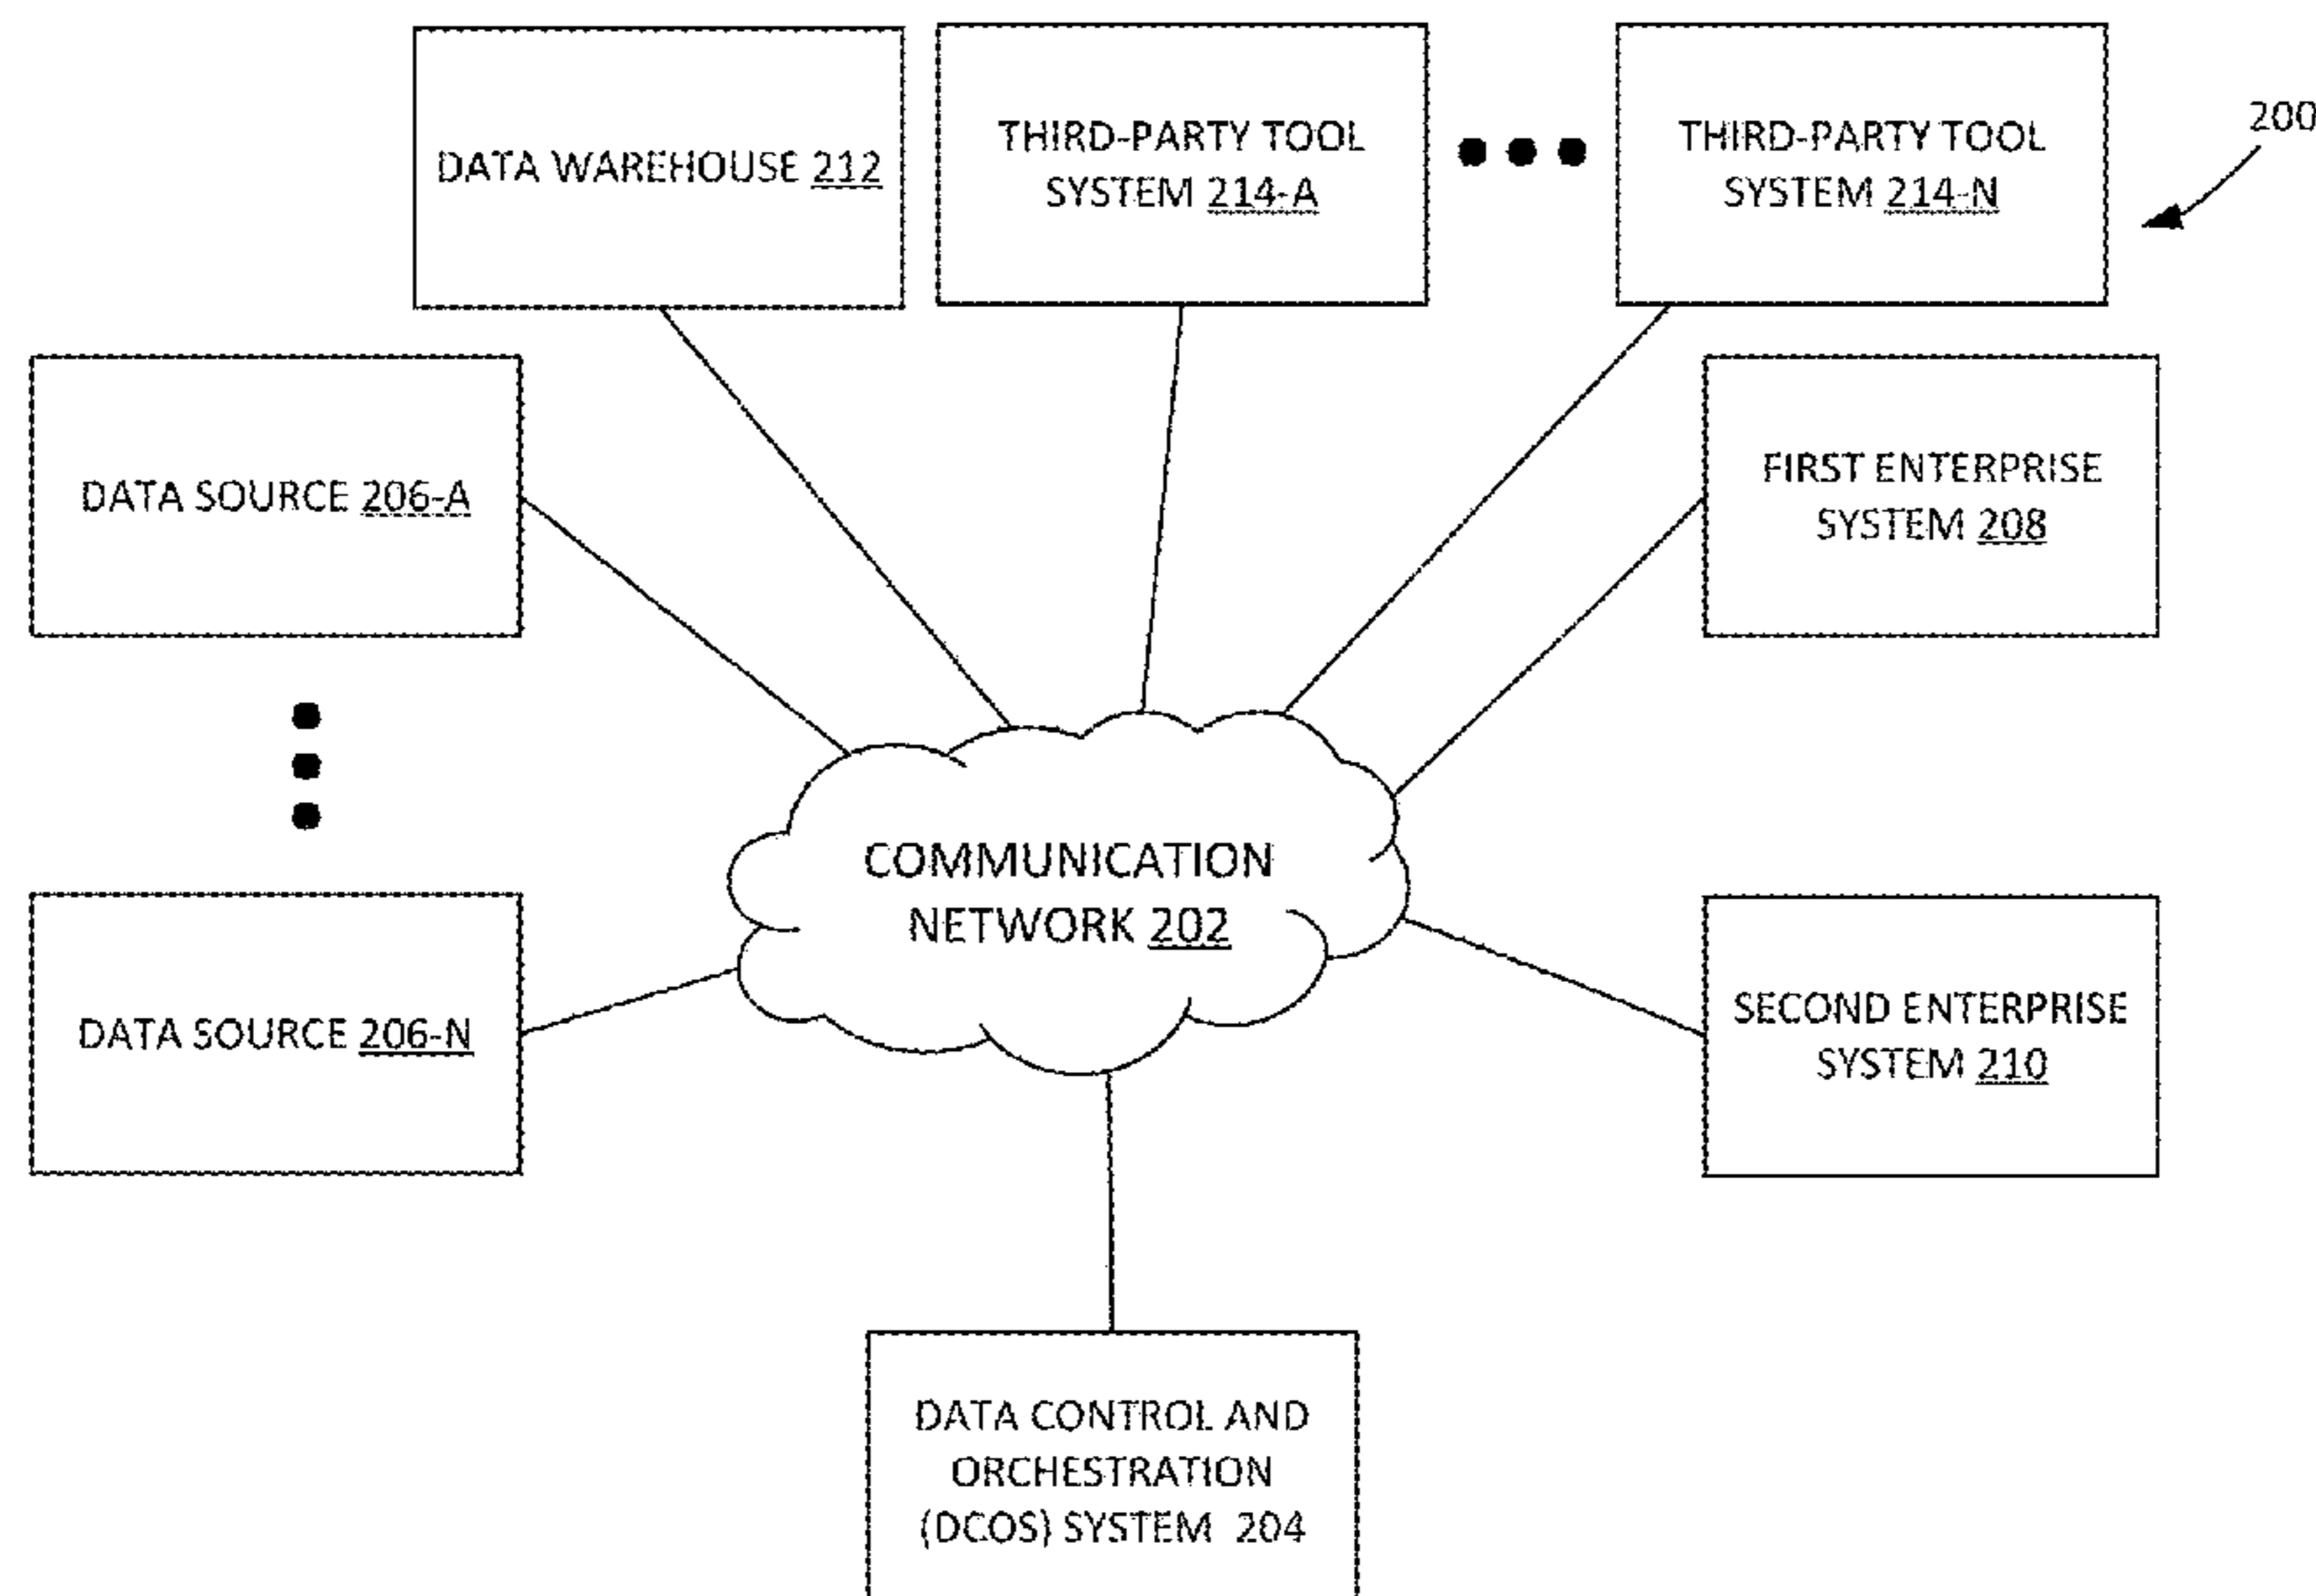 DATA WAREHOUSE 212
THIRD-PARTY TOOL
SYSTEM 214-A
THIRD-PARTY TOOL
SYSTEM 214-N
200
DATA SOURCE 206-A
FIRST ENTERPRISE
SYSTEM 208
COMMUNICATION
NETWORK 202
DATA SOURCE 206-N
SECOND ENTERPRISE
SYSTEM 210
DATA CONTROL AND
ORCHESTRATION
(DCOS) SYSTEM 204